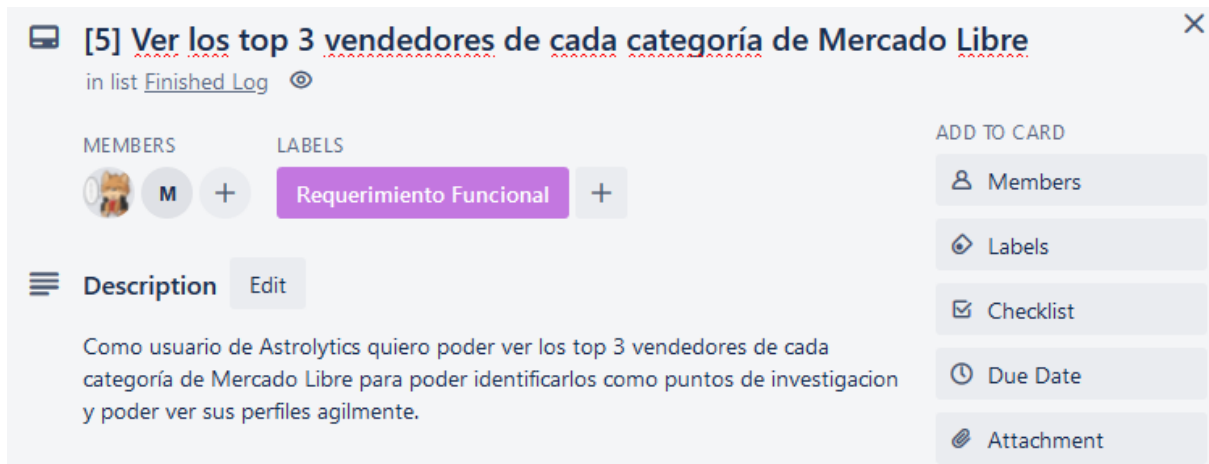 [5] Ver los top 3 vendedores de cada categoría de Mercado Libre
in list Finished Log
MEMBERS
LABELS
M
Requerimiento Funcional
Description
Edit
Como usuario de Astrolytics quiero poder ver los top 3 vendedores de cada
categoría de Mercado Libre para poder identificarlos como puntos de investigacion
y poder ver sus perfiles agilmente.
ADD TO CARD
Members
Labels
Checklist
Due Date
Attachment